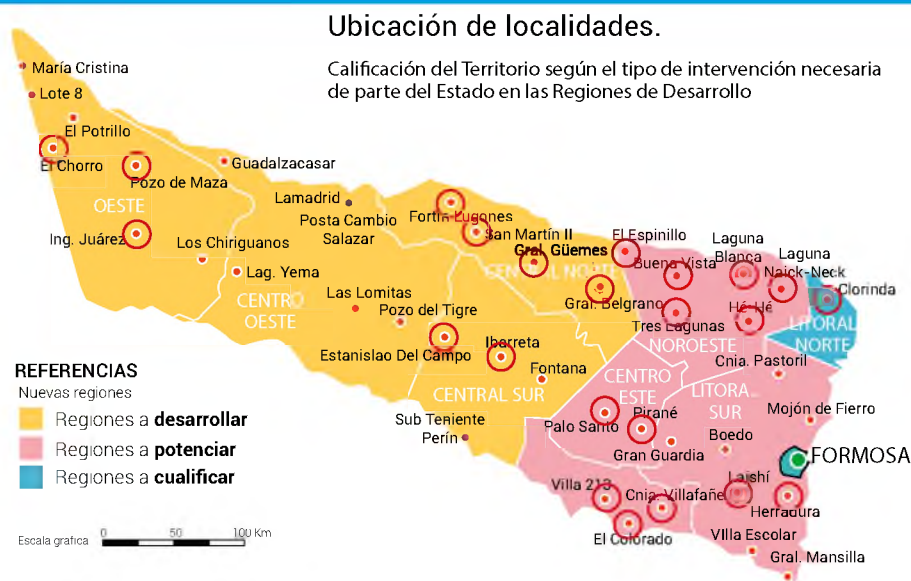 Ubicación de localidades.
Calificación del Territorio según el tipo de intervención necesaria
de parte del Estado en las Regiones de Desarrollo
María Cristina
Lote 8
El Potrillo
El Chorro
Pozo de Maza
Guadalzacasar
OESTE
Lamadrid
Posta Cambio
Salazar
Fortín Lugones
San Martín II
Ing. Juárez
Los Chiriguanos
Gral. Güemes
El Espinillo
Laguna
Blanca
Laguna
Naick-Neck
Buena Vista
CENTRAL NORTE
Lag. Yema
Clorinda
CENTRO
OESTE
Las Lomitas
Gral. Belgrano
Hé-Hé
Pozo del Tigre
Tres Lagunas
LITORAL
NORTE
NOROESTE
Estanislao Del Campo
Ibarreta
Cnia. Pastoril
Fontana
CENTRO
ESTE
LITORA
SUR
CENTRAL SUR
REFERENCIAS
Nuevas regiones
Regiones a desarrollar
Regiones a potenciar
Regiones a cualificar
Sub Teniente
Perín
Palo Santo
Pirané
Mojón de Fierro
Boedo
Gran Guardia
FORMOSA
Villa 213
Cnia. Villafañe
Laishí
Herradura
El Colorado
VIlla Escolar
Gral. Mansilla
Escala grafica
0 50 100 Km